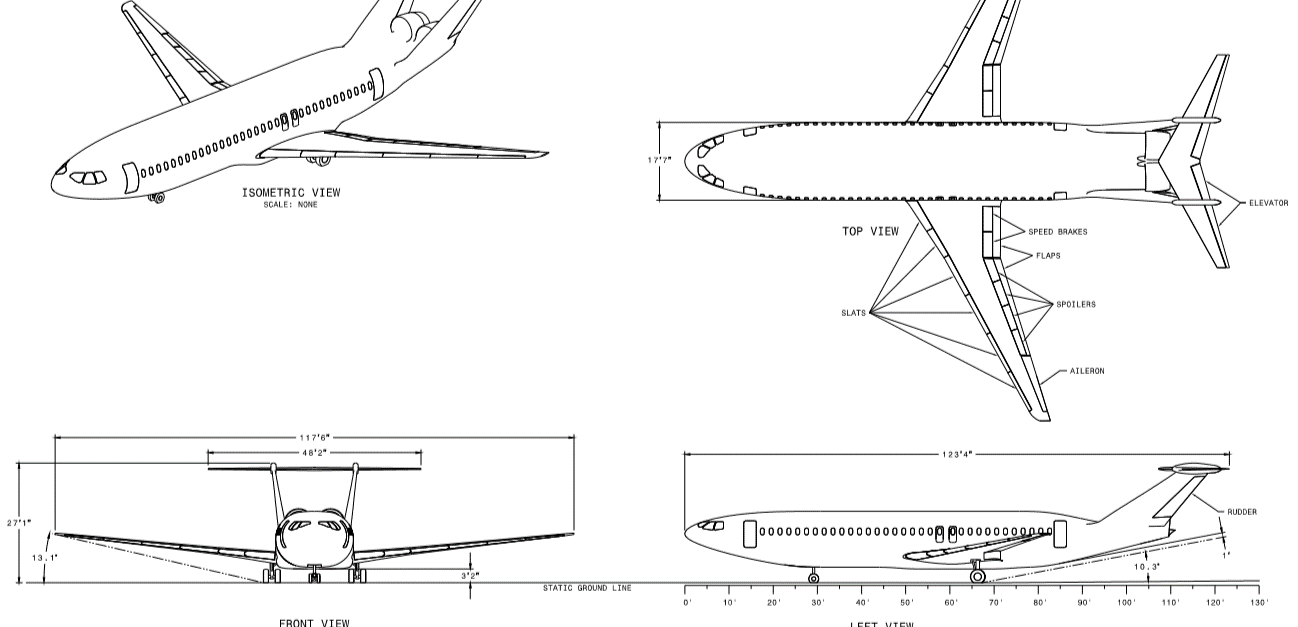 ISOMETRIC VIEW
SCALE: NONE
17'7"
TOP VIEW
ELEVATOR
SPEED BRAKES
FLAPS
SPOILERS
SLATS
AILERON
117'6"
48'2"
27'1"
13.1°
3'2"
STATIC GROUND LINE
FRONT VIEW
123'4"
RUDDER
1°
10.3°
0' 10' 20' 30' 40' 50' 60' 70' 80' 90' 100' 110' 120' 130'
LEFT VIEW